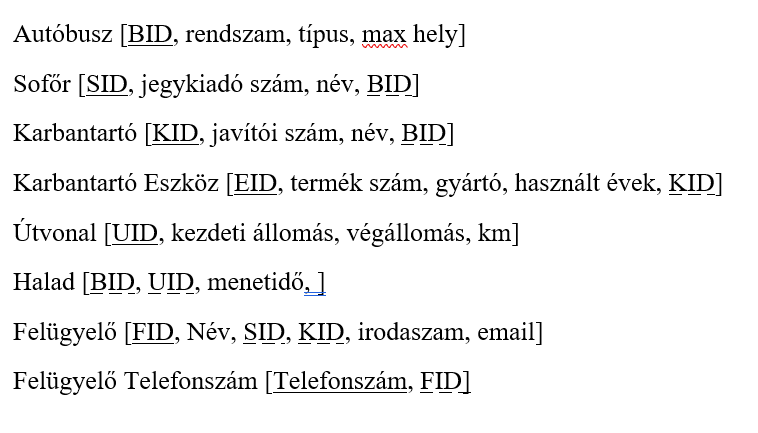 Autóbusz [BID, rendszam, típus, max hely]
Sofőr [SID, jegykiadó szám, név, BID]
Karbantartó [KID, javítói szám, név, BID]
Karbantartó Eszköz [EID, termék szám, gyártó, használt évek, KID]
Útvonal [UID, kezdeti állomás, végállomás, km]
Halad [BID, UID, menetidő, ]
Felügyelő [FID, Név, SID, KID, irodaszam, email]
Felügyelő Telefonszám [Telefonszám, FID]